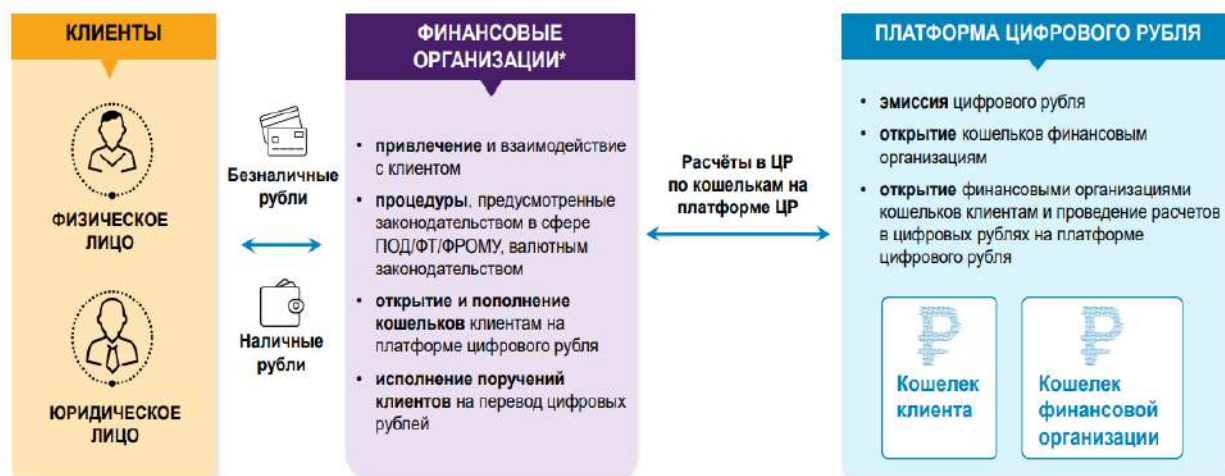 КЛИЕНТЫ
ФИЗИЧЕСКОЕ
ЛИЦО
ЮРИДИЧЕСКОЕ
ЛИЦО
Безналичные
рубли
Наличные
рубли
ФИНАНСОВЫЕ
ОРГАНИЗАЦИИ*
• привлечение и взаимодействие
с клиентом
• процедуры, предусмотренные
законодательством в сфере
ПОД/ФТ/ФРОМУ, валютным
законодательством
• открытие и пополнение
кошельков клиентам на
платформе цифрового рубля
• исполнение поручений
клиентов на перевод цифровых
рублей
Расчёты в ЦР
по кошелькам на
платформе ЦР
ПЛАТФОРМА ЦИФРОВОГО РУБЛЯ
• эмиссия цифрового рубля
• открытие кошельков финансовым
организациям
• открытие финансовыми организациями
кошельков клиентам и проведение расчетов
в цифровых рублях на платформе
цифрового рубля
Кошелек
клиента
Кошелек
финансовой
организации